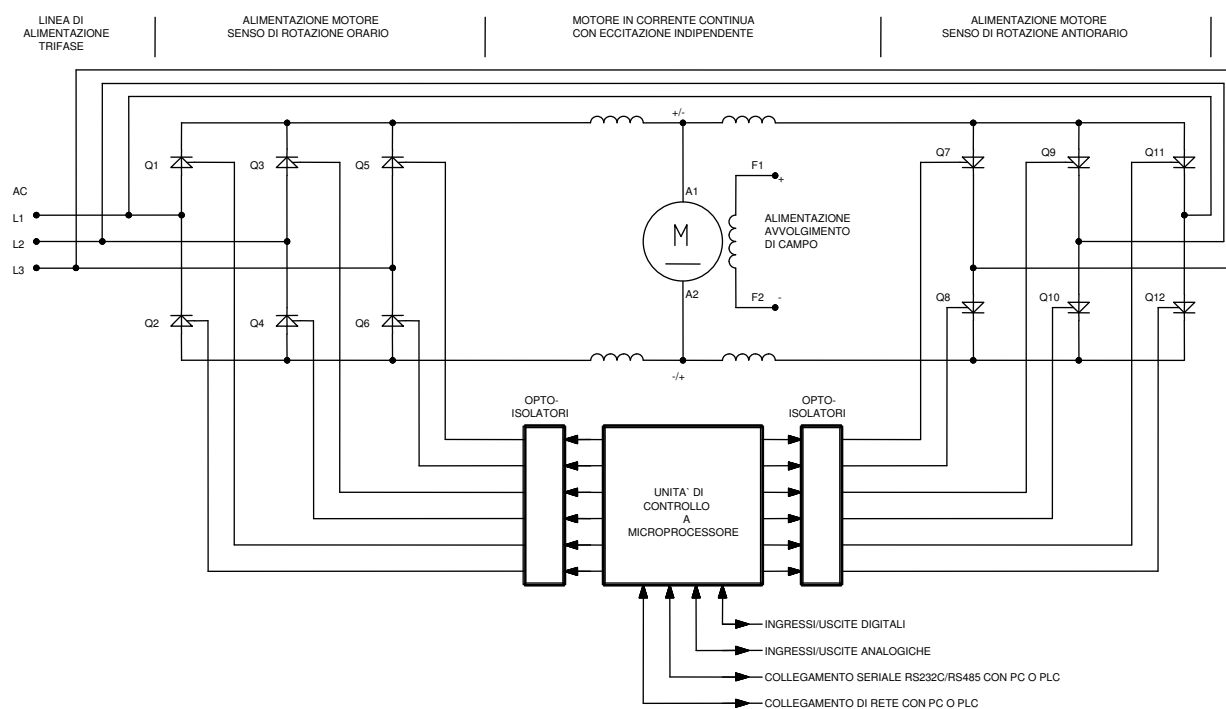 LINEA DI
ALIMENTAZIONE
TRIFASE
ALIMENTAZIONE MOTORE
SENSO DI ROTAZIONE ORARIO
MOTORE IN CORRENTE CONTINUA
CON ECCITAZIONE INDIPENDENTE
ALIMENTAZIONE MOTORE
SENSO DI ROTAZIONE ANTIORARIO
+/-
Q1
Q3
Q5
F1
+
Q7
Q9
Q11
AC
L1
L2
L3
A1
M
A2
ALIMENTAZIONE
AVVOLGIMENTO
DI CAMPO
F2
-
Q2
Q4
Q6
Q8
Q10
Q12
-/+
OPTO-
ISOLATORI
OPTO-
ISOLATORI
UNITA` DI
CONTROLLO
A
MICROPROCESSORE
INGRESSI/USCITE DIGITALI
INGRESSI/USCITE ANALOGICHE
COLLEGAMENTO SERIALE RS232C/RS485 CON PC O PLC
COLLEGAMENTO DI RETE CON PC O PLC